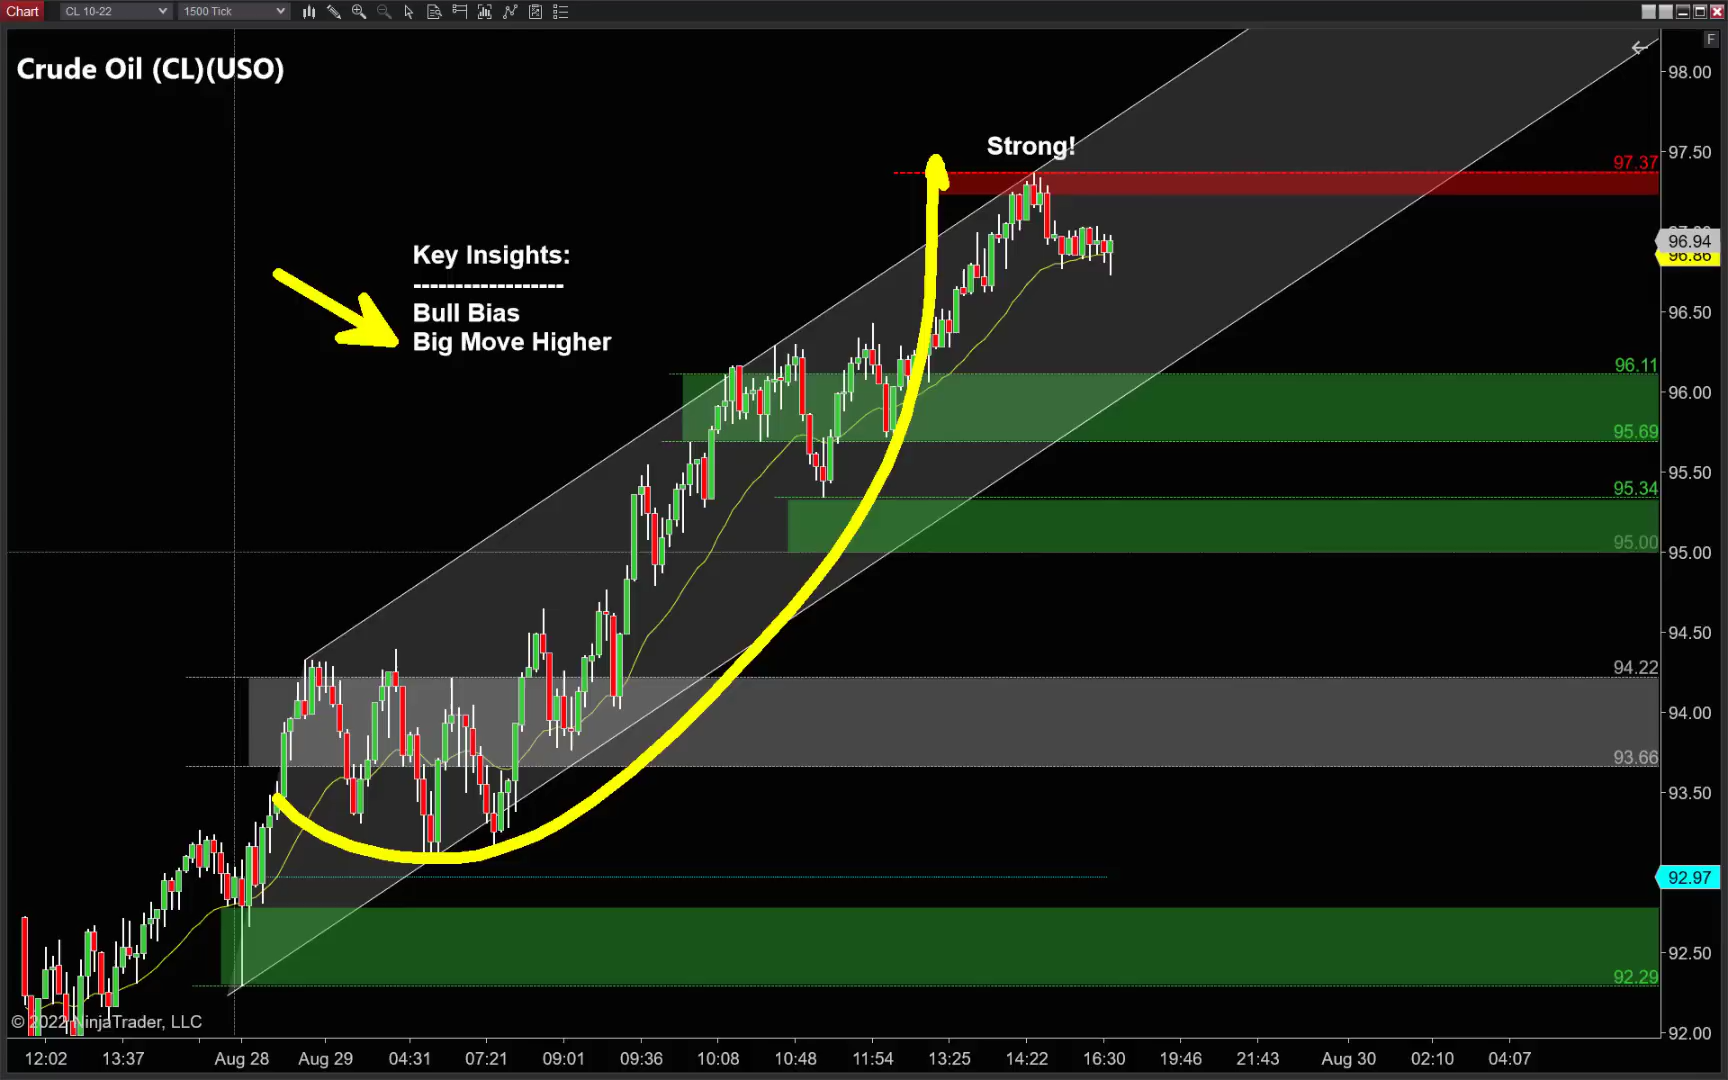 Chart CL 10-22 1500 Tick
F
Crude Oil (CL)(USO)
98.00
Strong!
97.50
97.37
Key Insights:
------------------
Bull Bias
Big Move Higher
96.94
96.86
96.50
96.11
96.00
95.69
95.50
95.34
95.00
95.00
94.50
94.22
94.00
93.66
93.50
92.97
92.50
92.29
© 2022 NinjaTrader, LLC
92.00
12:02 13:37 Aug 28 Aug 29 04:31 07:21 09:01 09:36 10:08 10:48 11:54 13:25 14:22 16:30 19:46 21:43 Aug 30 02:10 04:07